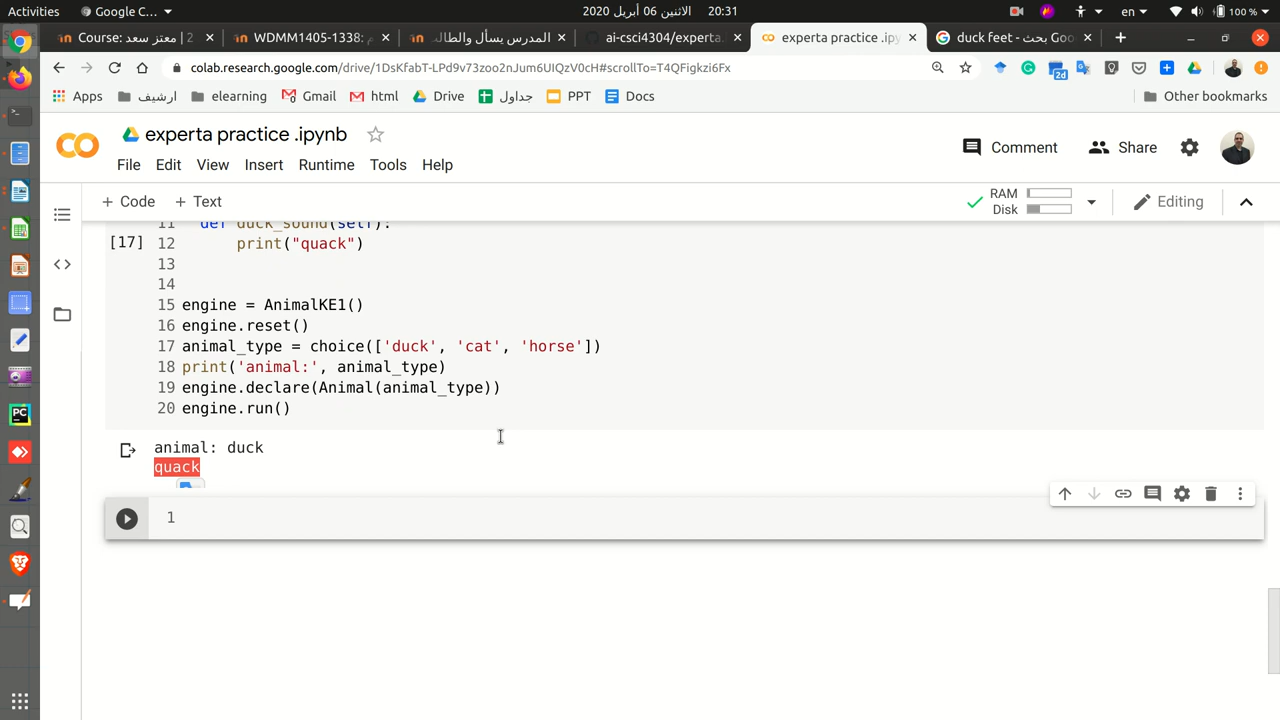 Activities
Google C...
2020 الاثنين 06 أبريل 20:31
en
100 %
Course: معتز سعد | 2
WDMM1405-1338: م
المدرس يسأل والطال
ai-csci4304/experta.
experta practice .ipy
duck feet - بحث Goo
colab.research.google.com/drive/1DsKfabT-LPd9v73zoo2nJum6UIQzV0cH#scrollTo=T4QFigkzi6Fx
2d
Apps
ارشيف
elearning
Gmail
html
Drive
جداول
PPT
Docs
Other bookmarks
experta practice .ipynb
File Edit View Insert Runtime Tools Help
Comment
Share
+ Code + Text
RAM
Disk
Editing
11 def duck_sound(self):
[17] 12 print("quack")
13
14
15 engine = AnimalKE1()
16 engine.reset()
17 animal_type = choice(['duck', 'cat', 'horse'])
18 print('animal:', animal_type)
19 engine.declare(Animal(animal_type))
20 engine.run()
animal: duck
quack
1